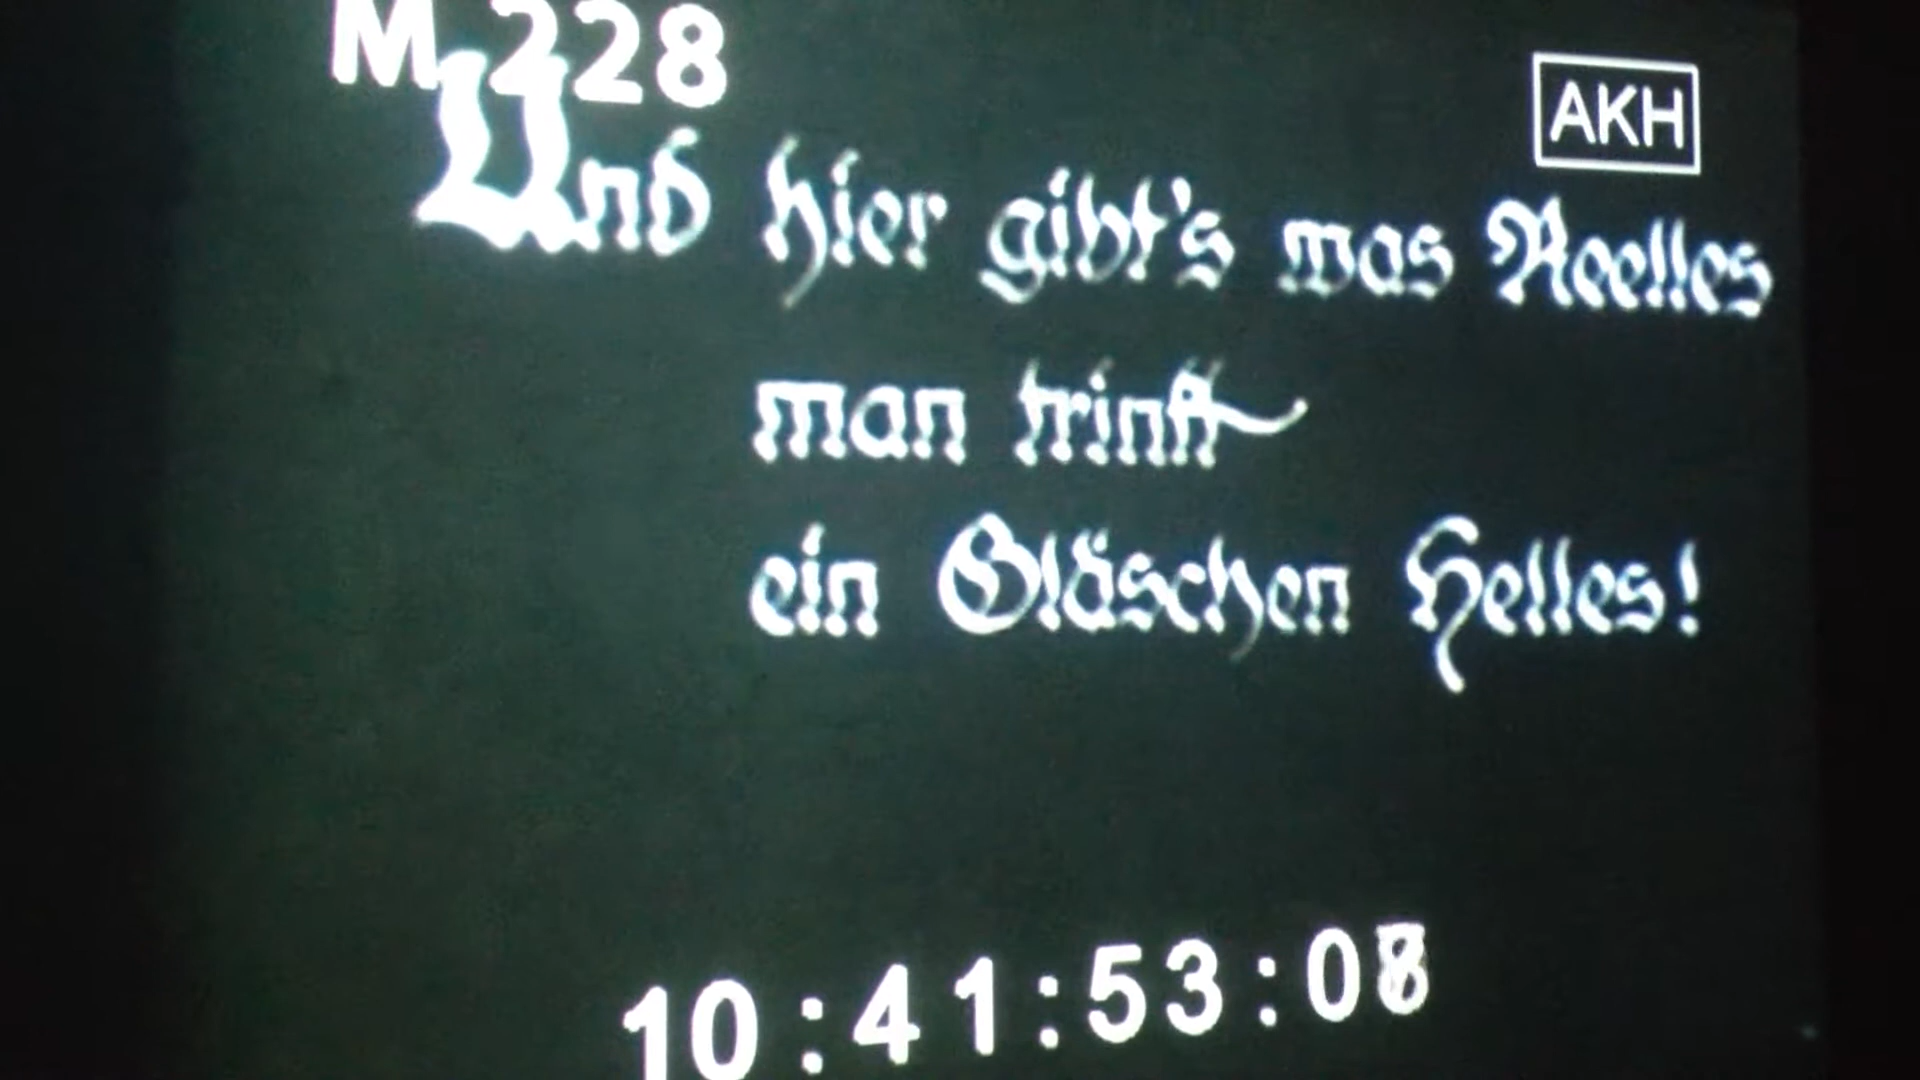 M 228
AKH
Und hier gibt's was Reelles
man trinkt
ein Gläschen Helles!
10:41:53:08